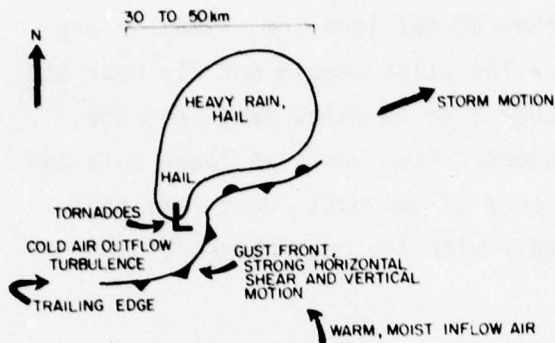 30 TO 50km
N
HEAVY RAIN,
HAIL
STORM MOTION
HAIL
TORNADOES
L
COLD AIR OUTFLOW
TURBULENCE
GUST FRONT,
STRONG HORIZONTAL
SHEAR AND VERTICAL
MOTION
TRAILING EDGE
WARM, MOIST INFLOW AIR